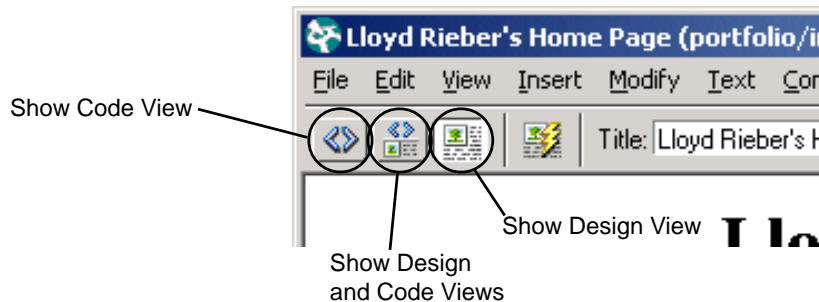 Lloyd Rieber's Home Page (portfolio/i
File Edit View Insert Modify Text Co
Show Code View
Title: Lloyd Rieber's H
Show Design View
Llo
Show Design
and Code Views